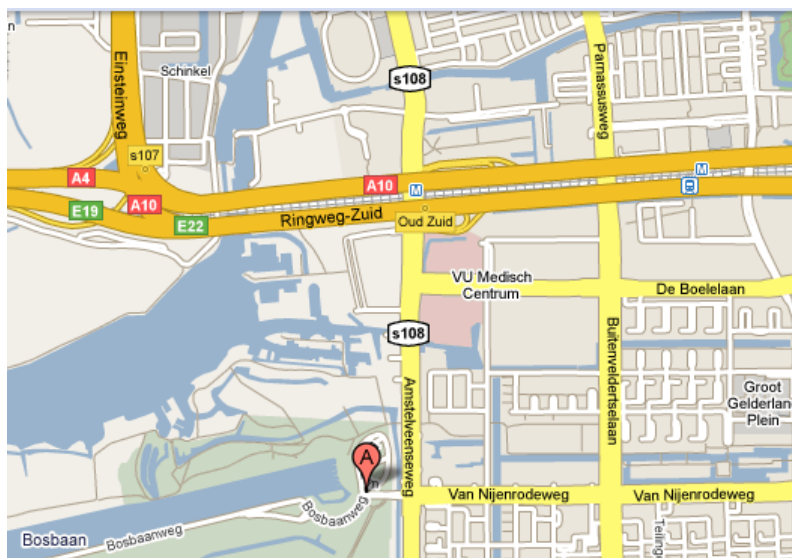 Einsteinweg
Schinkel
s108
Parnassusweg
s107
A4
A10
A10
M
M
E19
E22
Ringweg-Zuid
Oud Zuid
VU Medisch
Centrum
De Boelelaan
s108
Amstelveenseweg
Buitenveldertselaan
Groot
Gelderland
Plein
A
Van Nijenrodeweg
Van Nijenrodeweg
Bosbaanweg
Bosbaanweg
Bosbaan